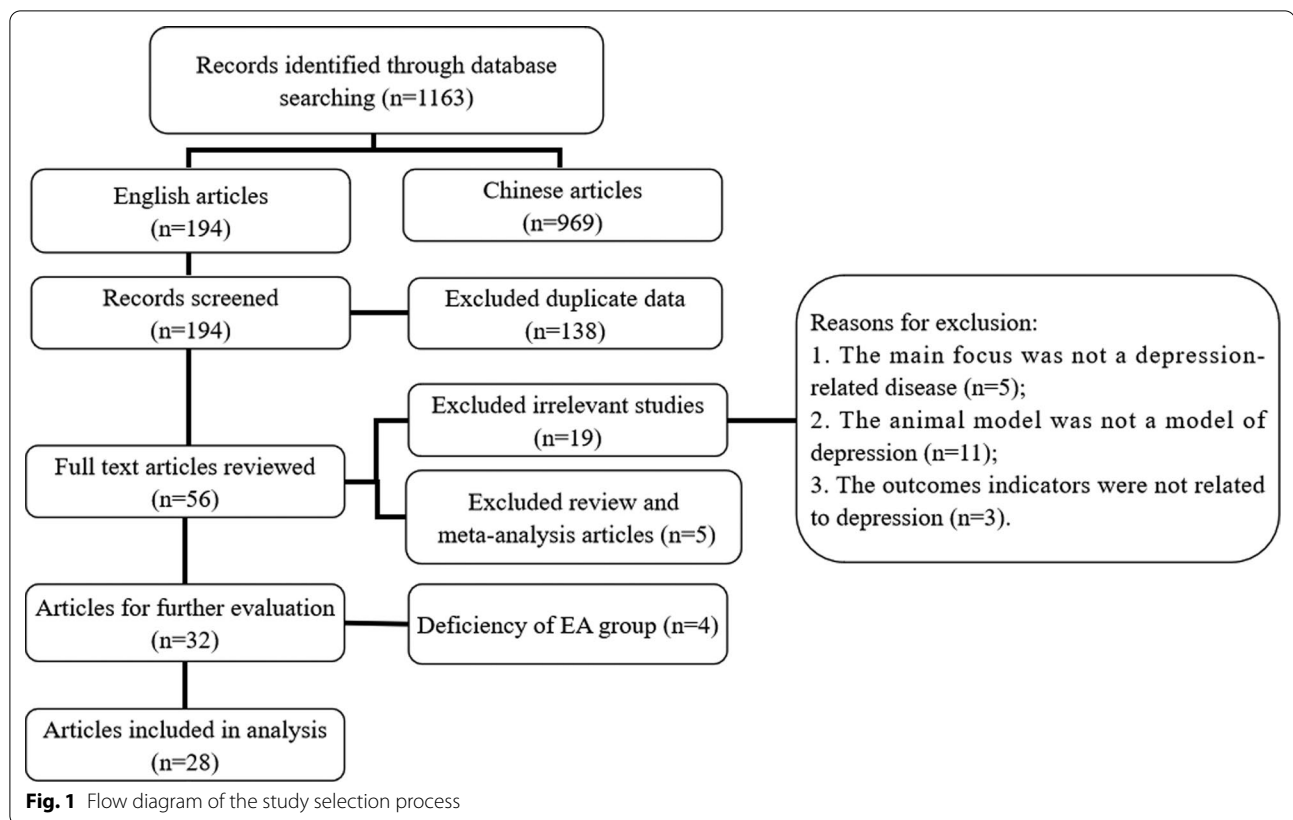 Records identified through database
searching (n=1163)
English articles
(n=194)
Chinese articles
(n=969)
Records screened
(n=194)
Excluded duplicate data
(n=138)
Reasons for exclusion:
1. The main focus was not a depression-
related disease (n=5);
2. The animal model was not a model of
depression (n=11);
3. The outcomes indicators were not related
to depression (n=3).
Excluded irrelevant studies
(n=19)
Full text articles reviewed
(n=56)
Excluded review and
meta-analysis articles (n=5)
Articles for further evaluation
(n=32)
Deficiency of EA group (n=4)
Articles included in analysis
(n=28)
Fig. 1 Flow diagram of the study selection process